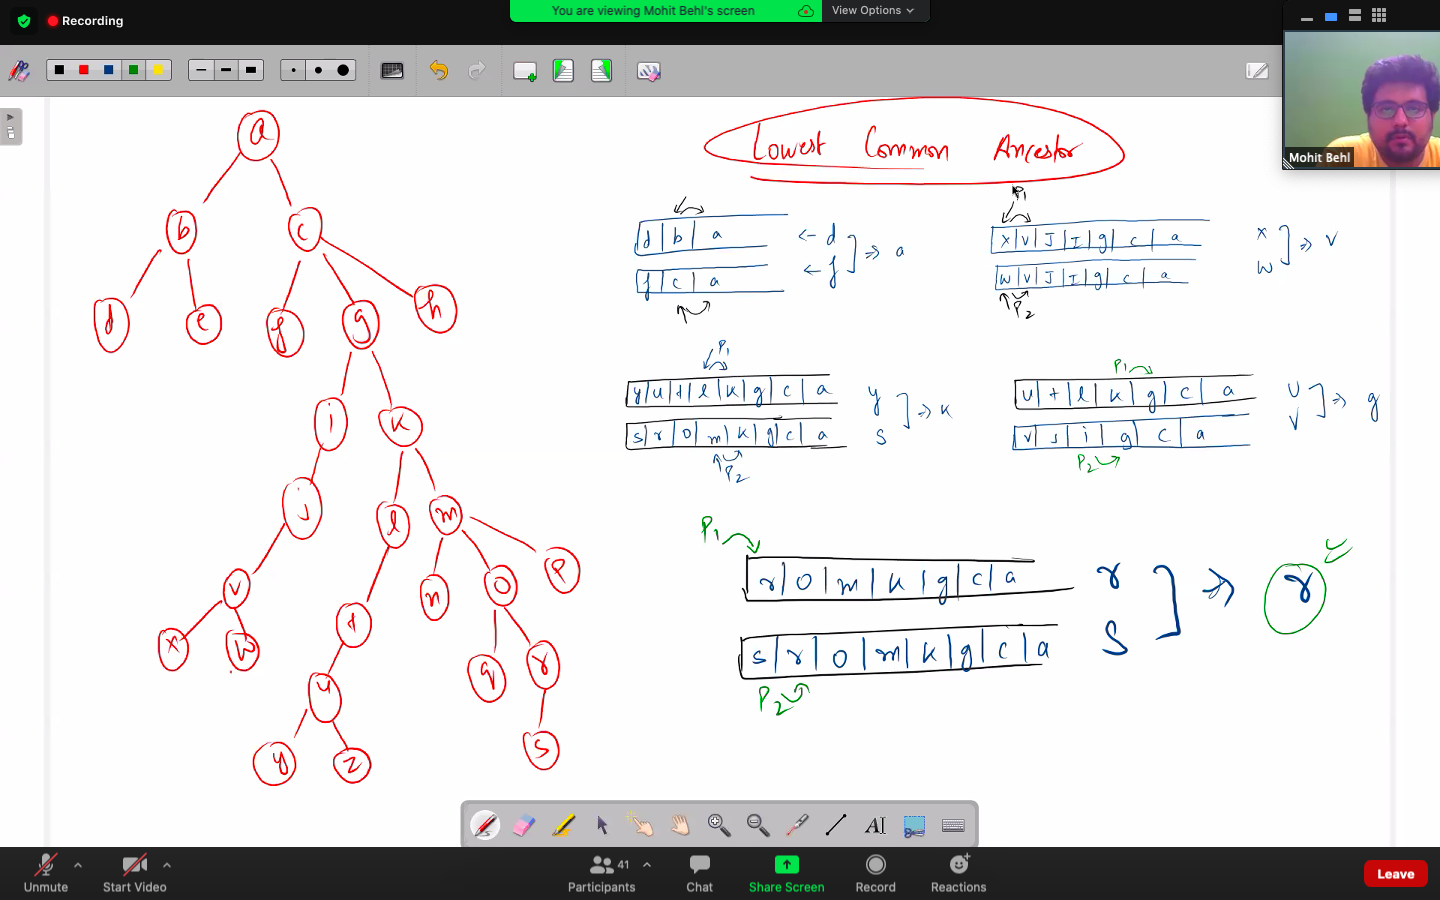 You are viewing Mohit Behl's screen
View Options
Recording
Mohit Behl
Lowest Common Ancestor
a
b c
d e f g h
i k
j l m
v t n o p
x w u q r
y z s
d | b | a ← d
f | c | a ← f
⇒ a
P1
x | v | J | I | g | c | a x
w | v | J | I | g | c | a w
⇒ v
P2
P1
y | u | t | l | k | g | c | a y
s | r | o | m | k | g | c | a s
⇒ k
P2
P1
u | t | l | k | g | c | a u
v | j | i | g | c | a v
⇒ g
P2
P1
r | o | m | k | g | c | a r
s | r | o | m | k | g | c | a s
⇒ r
P2
AI
Unmute
Start Video
41
Participants
Chat
Share Screen
Record
Reactions
Leave